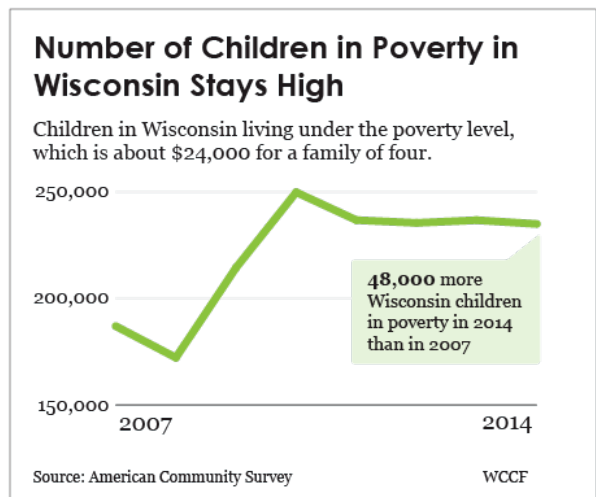 Number of Children in Poverty in
Wisconsin Stays High
Children in Wisconsin living under the poverty level,
which is about $24,000 for a family of four.
250,000
48,000 more
Wisconsin children
in poverty in 2014
than in 2007
200,000
150,000
2007
2014
Source: American Community Survey
WCCF